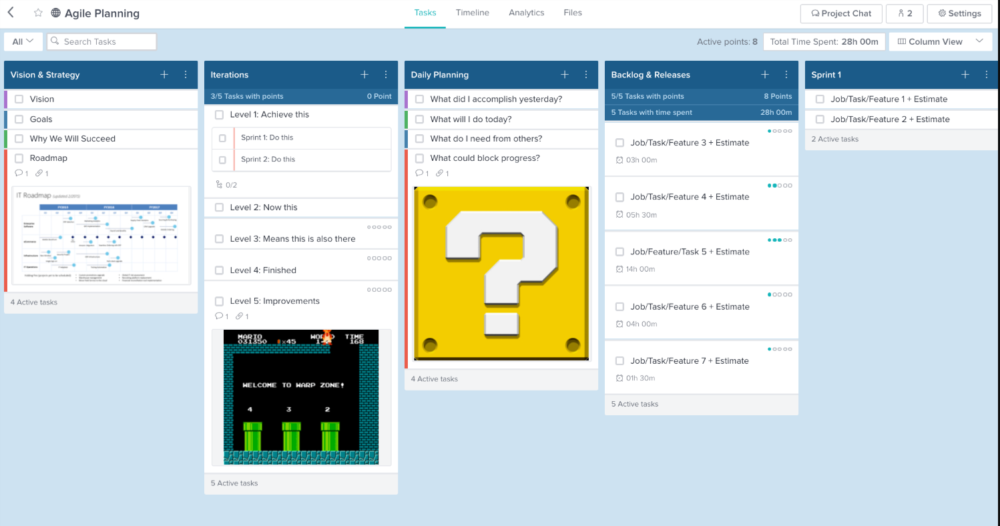 Agile Planning
Tasks
Timeline
Analytics
Files
Project Chat
2
Settings
All
Search Tasks
Active points: 8
Total Time Spent: 28h 00m
Column View
Vision & Strategy
Vision
Goals
Why We Will Succeed
Roadmap
1
1
IT Roadmap (updated 2/2015)
FY2015
FY2016
FY2017
4 Active tasks
Iterations
3/5 Tasks with points
0 Point
Level 1: Achieve this
Sprint 1: Do this
Sprint 2: Do this
0/2
Level 2: Now this
Level 3: Means this is also there
Level 4: Finished
Level 5: Improvements
1
1
MARIO
TIME
031350
×45
168
WELCOME TO WARP ZONE!
4
3
2
5 Active tasks
Daily Planning
What did I accomplish yesterday?
What will I do today?
What do I need from others?
What could block progress?
1
1
?
4 Active tasks
Backlog & Releases
5/5 Tasks with points
8 Points
5 Tasks with time spent
28h 00m
Job/Task/Feature 3 + Estimate
03h 00m
Job/Task/Feature 4 + Estimate
05h 30m
Job/Feature/Task 5 + Estimate
14h 00m
Job/Task/Feature 6 + Estimate
04h 00m
Job/Task/Feature 7 + Estimate
01h 30m
5 Active tasks
Sprint 1
Job/Task/Feature 1 + Estimate
Job/Task/Feature 2 + Estimate
2 Active tasks